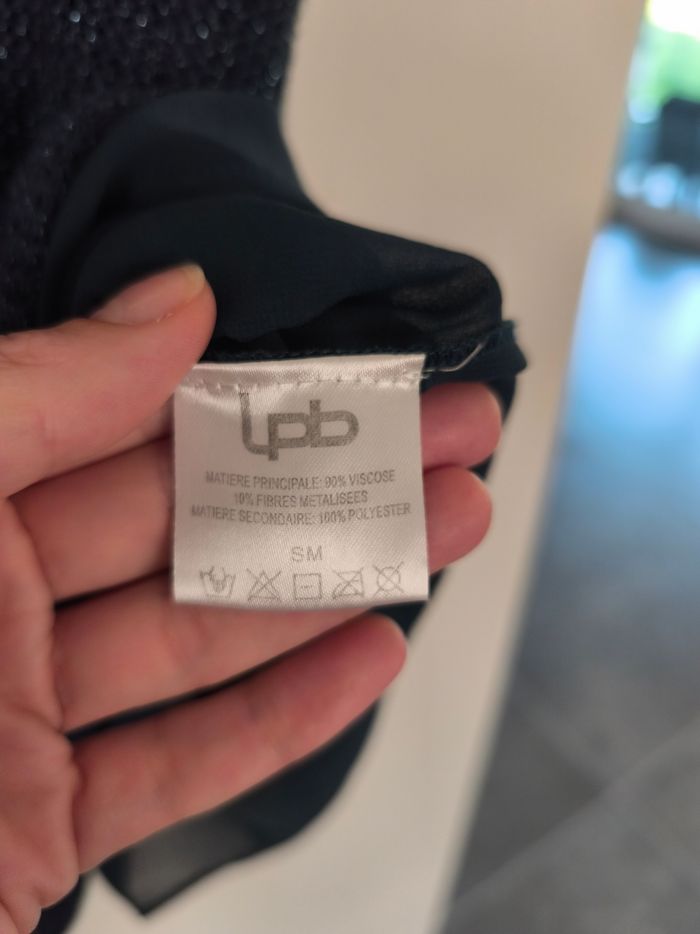 Lpb
MATIERE PRINCIPALE: 90% VISCOSE
10% FIBRES METALISEES
MATIERE SECONDAIRE: 100% POLYESTER
SM